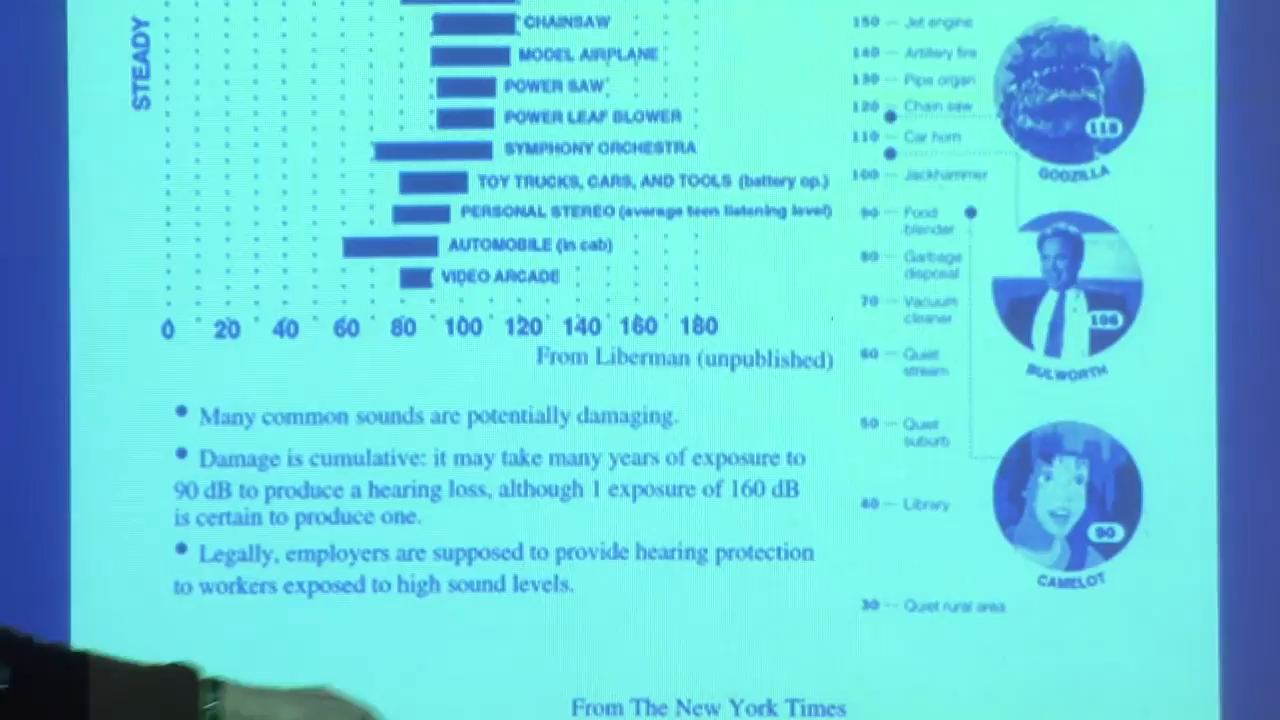 STEADY
CHAINSAW
MODEL AIRPLANE
POWER SAW
POWER LEAF BLOWER
SYMPHONY ORCHESTRA
TOY TRUCKS, CARS, AND TOOLS (battery op.)
PERSONAL STEREO (average teen listening level)
AUTOMOBILE (in cab)
VIDEO ARCADE
0 20 40 60 80 100 120 140 160 180
From Liberman (unpublished)
• Many common sounds are potentially damaging.
• Damage is cumulative: it may take many years of exposure to
90 dB to produce a hearing loss, although 1 exposure of 160 dB
is certain to produce one.
• Legally, employers are supposed to provide hearing protection
to workers exposed to high sound levels.
150 — Jet engine
140 — Artillery fire
130 — Pipe organ
120 — Chain saw
110 — Car horn
100 — Jackhammer
90 — Food
blender
80 — Garbage
disposal
70 — Vacuum
cleaner
60 — Quiet
stream
50 — Quiet
suburb
40 — Library
30 — Quiet rural area
118
GODZILLA
106
BULWORTH
90
CAMELOT
From The New York Times